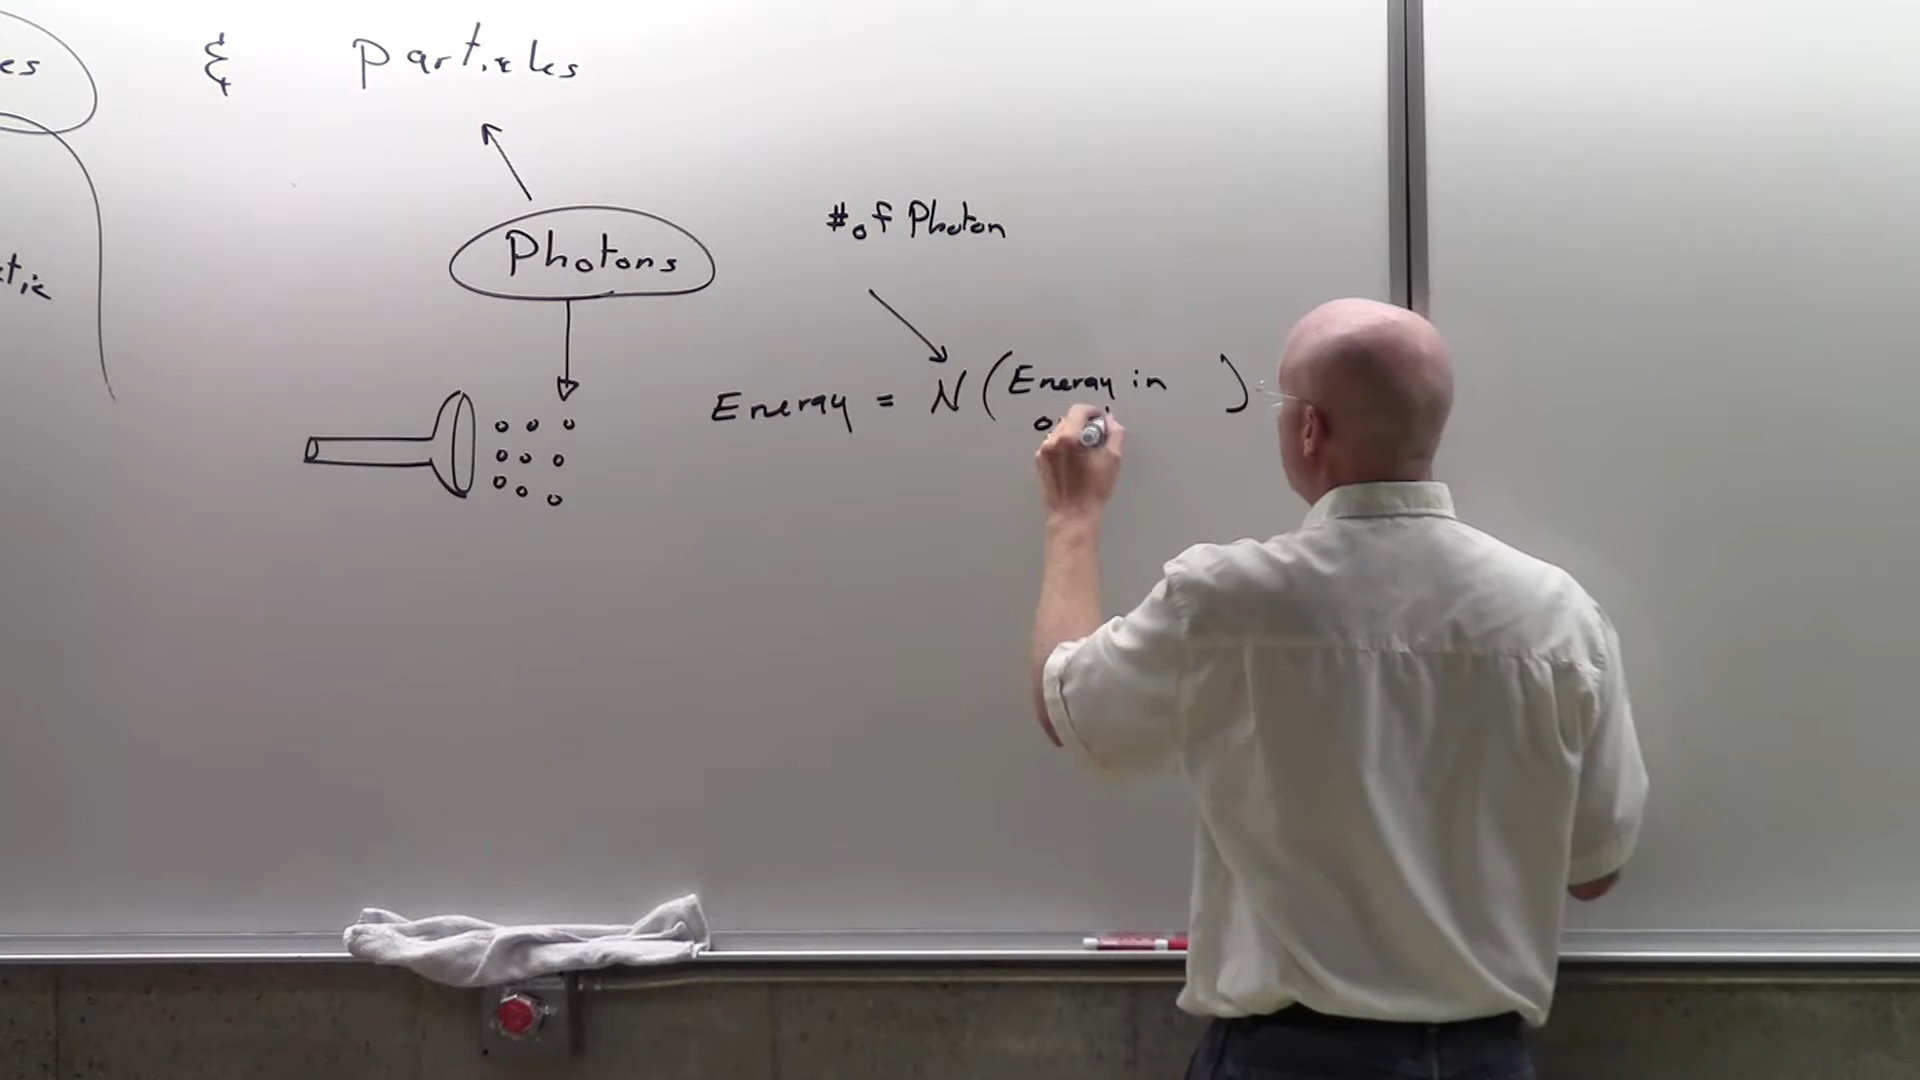 es & Particles
tic
Photons
# of Photon
Energy = N (Energy in )